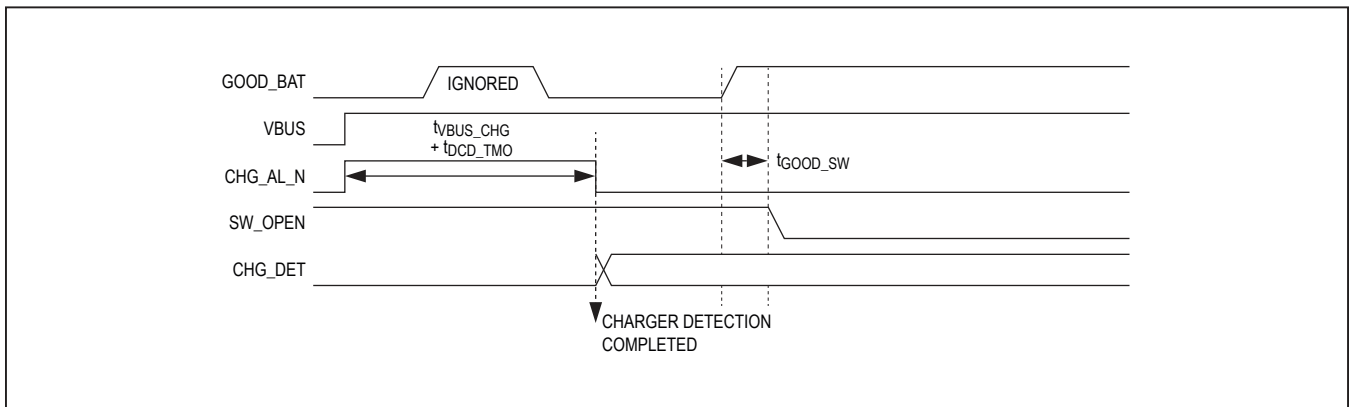 GOOD_BAT
IGNORED
VBUS
tVBUS_CHG
+ tDCD_TMO
tGOOD_SW
CHG_AL_N
SW_OPEN
CHG_DET
CHARGER DETECTION
COMPLETED